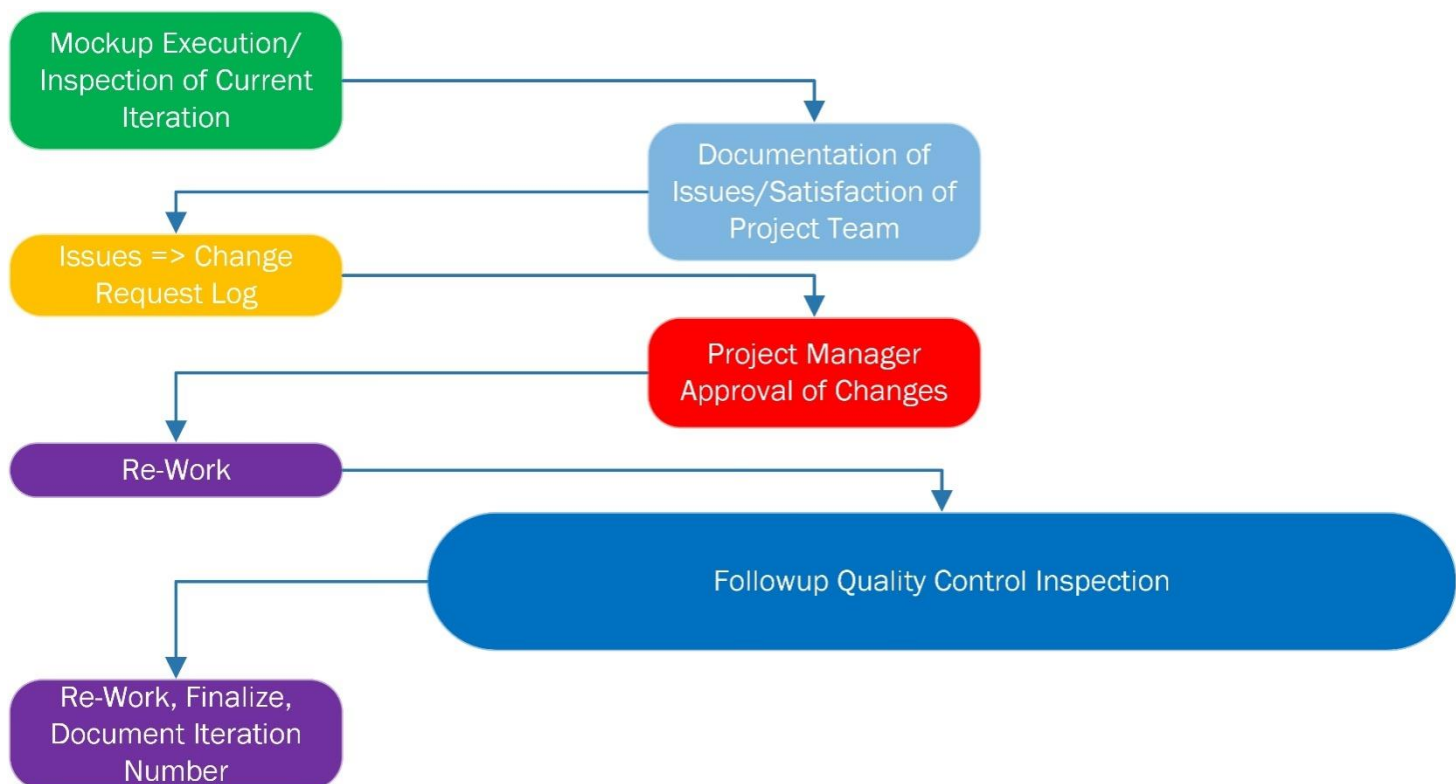 Mockup Execution/
Inspection of Current
Iteration
Documentation of
Issues/Satisfaction of
Project Team
Issues => Change
Request Log
Project Manager
Approval of Changes
Re-Work
Followup Quality Control Inspection
Re-Work, Finalize,
Document Iteration
Number